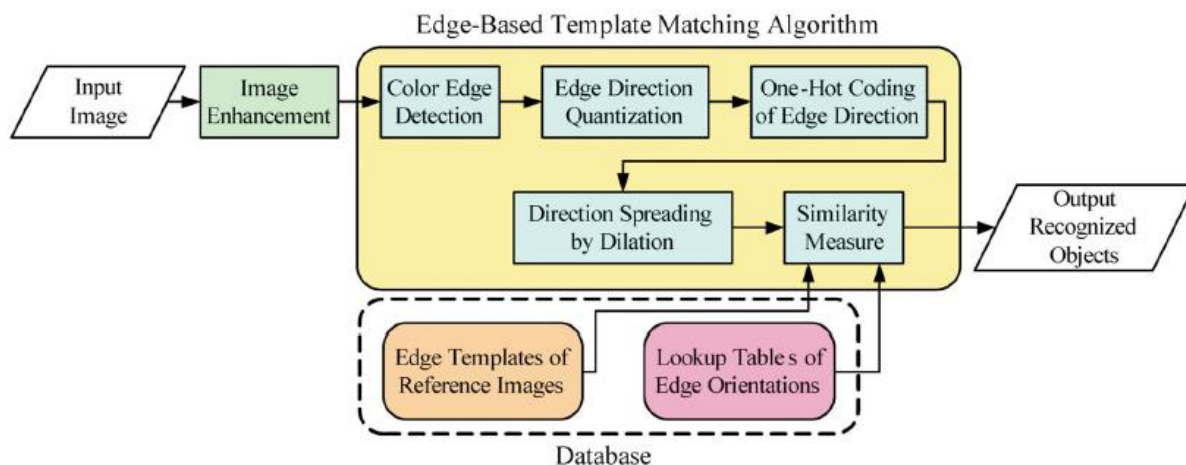 Edge-Based Template Matching Algorithm
Input
Image
Image
Enhancement
Color Edge
Detection
Edge Direction
Quantization
One-Hot Coding
of Edge Direction
Direction Spreading
by Dilation
Similarity
Measure
Output
Recognized
Objects
Edge Templates of
Reference Images
Lookup Tables of
Edge Orientations
Database